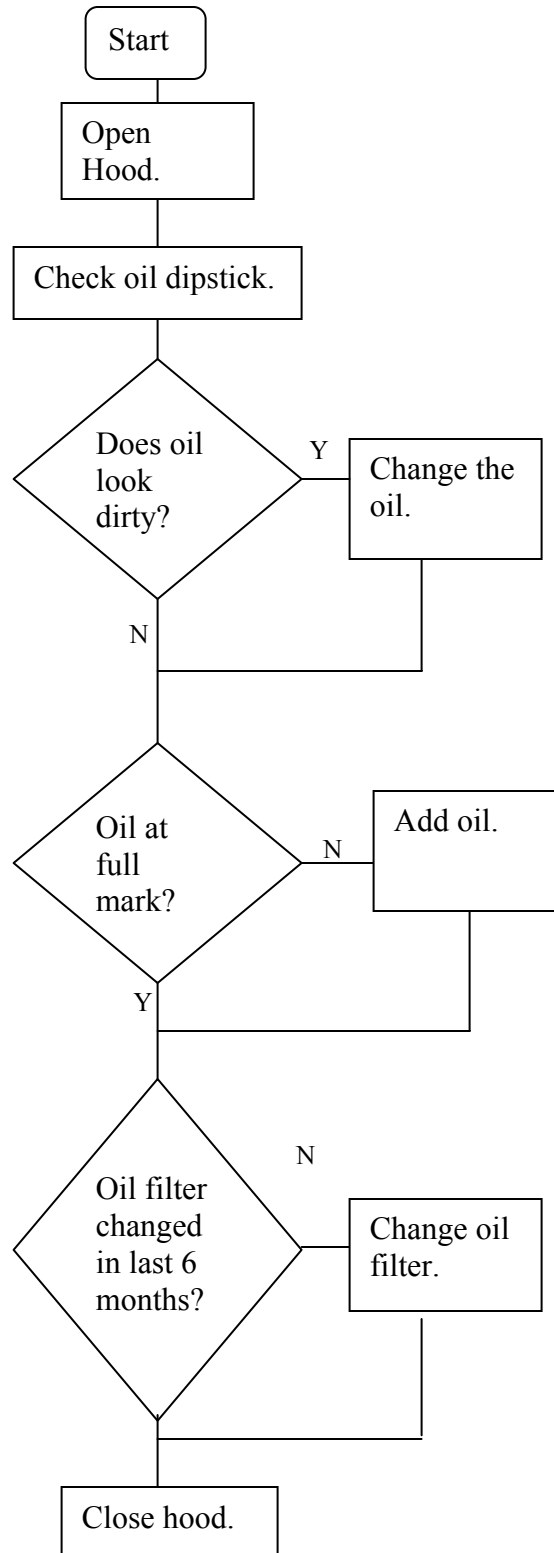 Start
Open
Hood.
Check oil dipstick.
Does oil
look
dirty?
Y
Change the
oil.
N
Oil at
full
mark?
N
Add oil.
Y
Oil filter
changed
in last 6
months?
N
Change oil
filter.
Close hood.